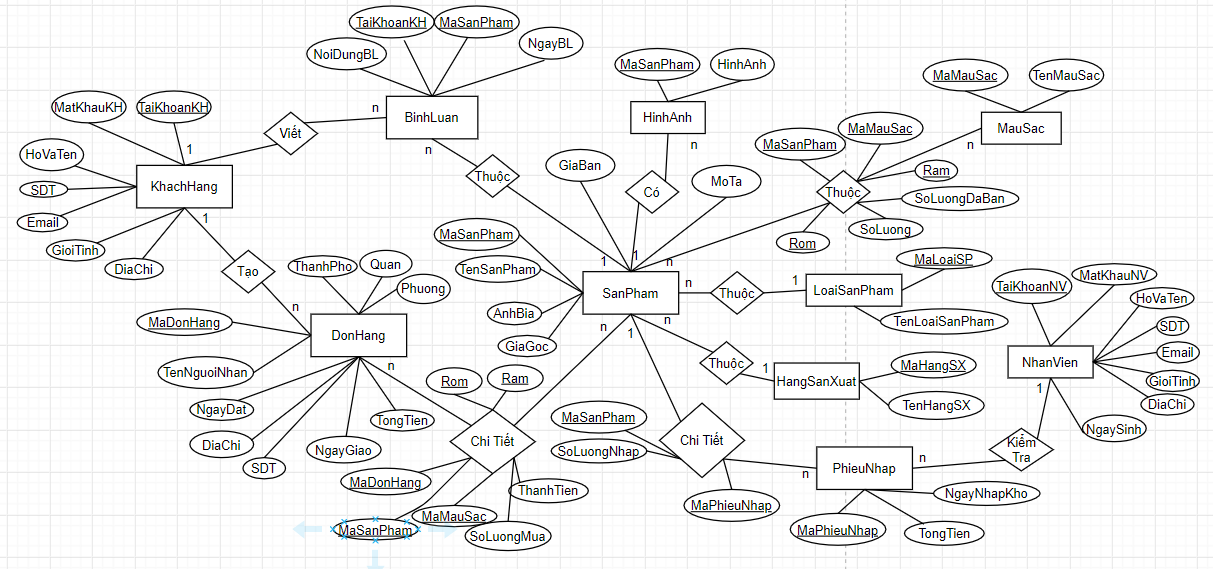 TaiKhoanKH
MaSanPham
NoiDungBL
NgayBL
BinhLuan
n
n
Viết
Thuộc
MatKhauKH
TaiKhoanKH
HoVaTen
SDT
Email
GioiTinh
DiaChi
KhachHang
1
1
Tạo
n
MaSanPham
HinhAnh
HinhAnh
n
Có
1
1
GiaBan
MoTa
MaSanPham
TenSanPham
AnhBia
GiaGoc
SanPham
n
n
n
1
n
MaMauSac
TenMauSac
MauSac
n
MaSanPham
MaMauSac
Ram
SoLuongDaBan
SoLuong
Rom
Thuộc
Thuộc
1
LoaiSanPham
MaLoaiSP
TenLoaiSanPham
Thuộc
1
HangSanXuat
MaHangSX
TenHangSX
TaiKhoanNV
MatKhauNV
HoVaTen
SDT
Email
GioiTinh
DiaChi
NgaySinh
NhanVien
1
Kiểm
Tra
n
PhieuNhap
n
NgayNhapKho
TongTien
MaPhieuNhap
MaSanPham
SoLuongNhap
Chi Tiết
MaPhieuNhap
ThanhPho
Quan
Phuong
MaDonHang
TenNguoiNhan
NgayDat
DiaChi
SDT
NgayGiao
TongTien
DonHang
n
Rom
Ram
Chi Tiết
MaDonHang
MaSanPham
MaMauSac
SoLuongMua
ThanhTien